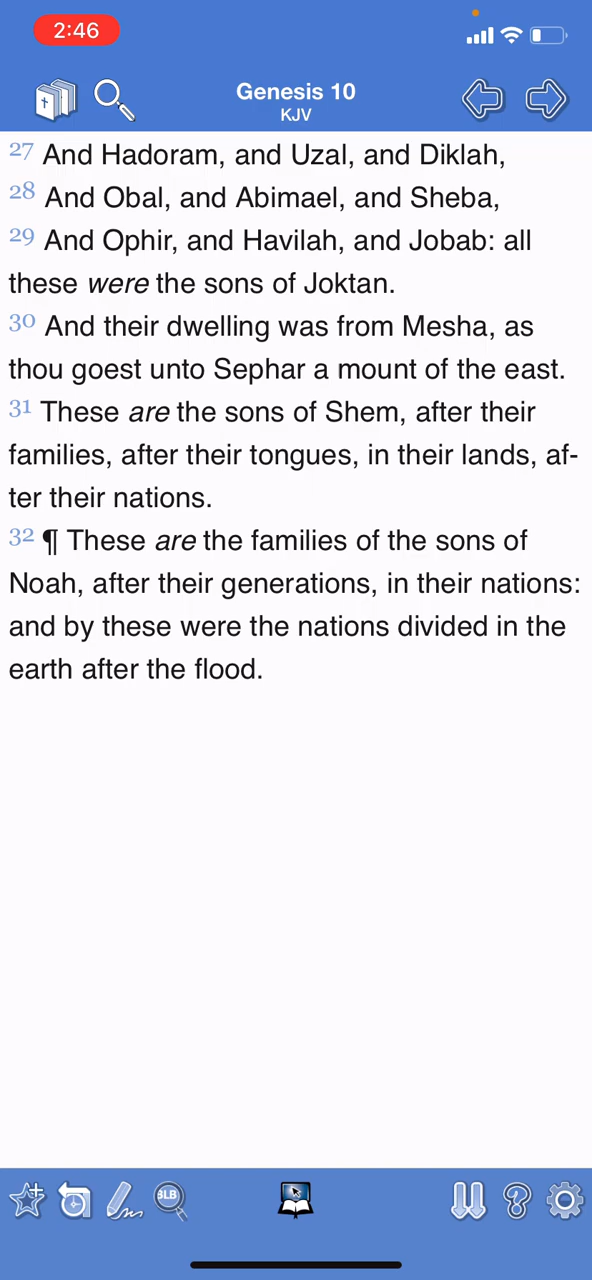 2:46
Genesis 10
KJV
27 And Hadoram, and Uzal, and Diklah,
28 And Obal, and Abimael, and Sheba,
29 And Ophir, and Havilah, and Jobab: all
these were the sons of Joktan.
30 And their dwelling was from Mesha, as
thou goest unto Sephar a mount of the east.
31 These are the sons of Shem, after their
families, after their tongues, in their lands, af-
ter their nations.
32 ¶ These are the families of the sons of
Noah, after their generations, in their nations:
and by these were the nations divided in the
earth after the flood.
BLB